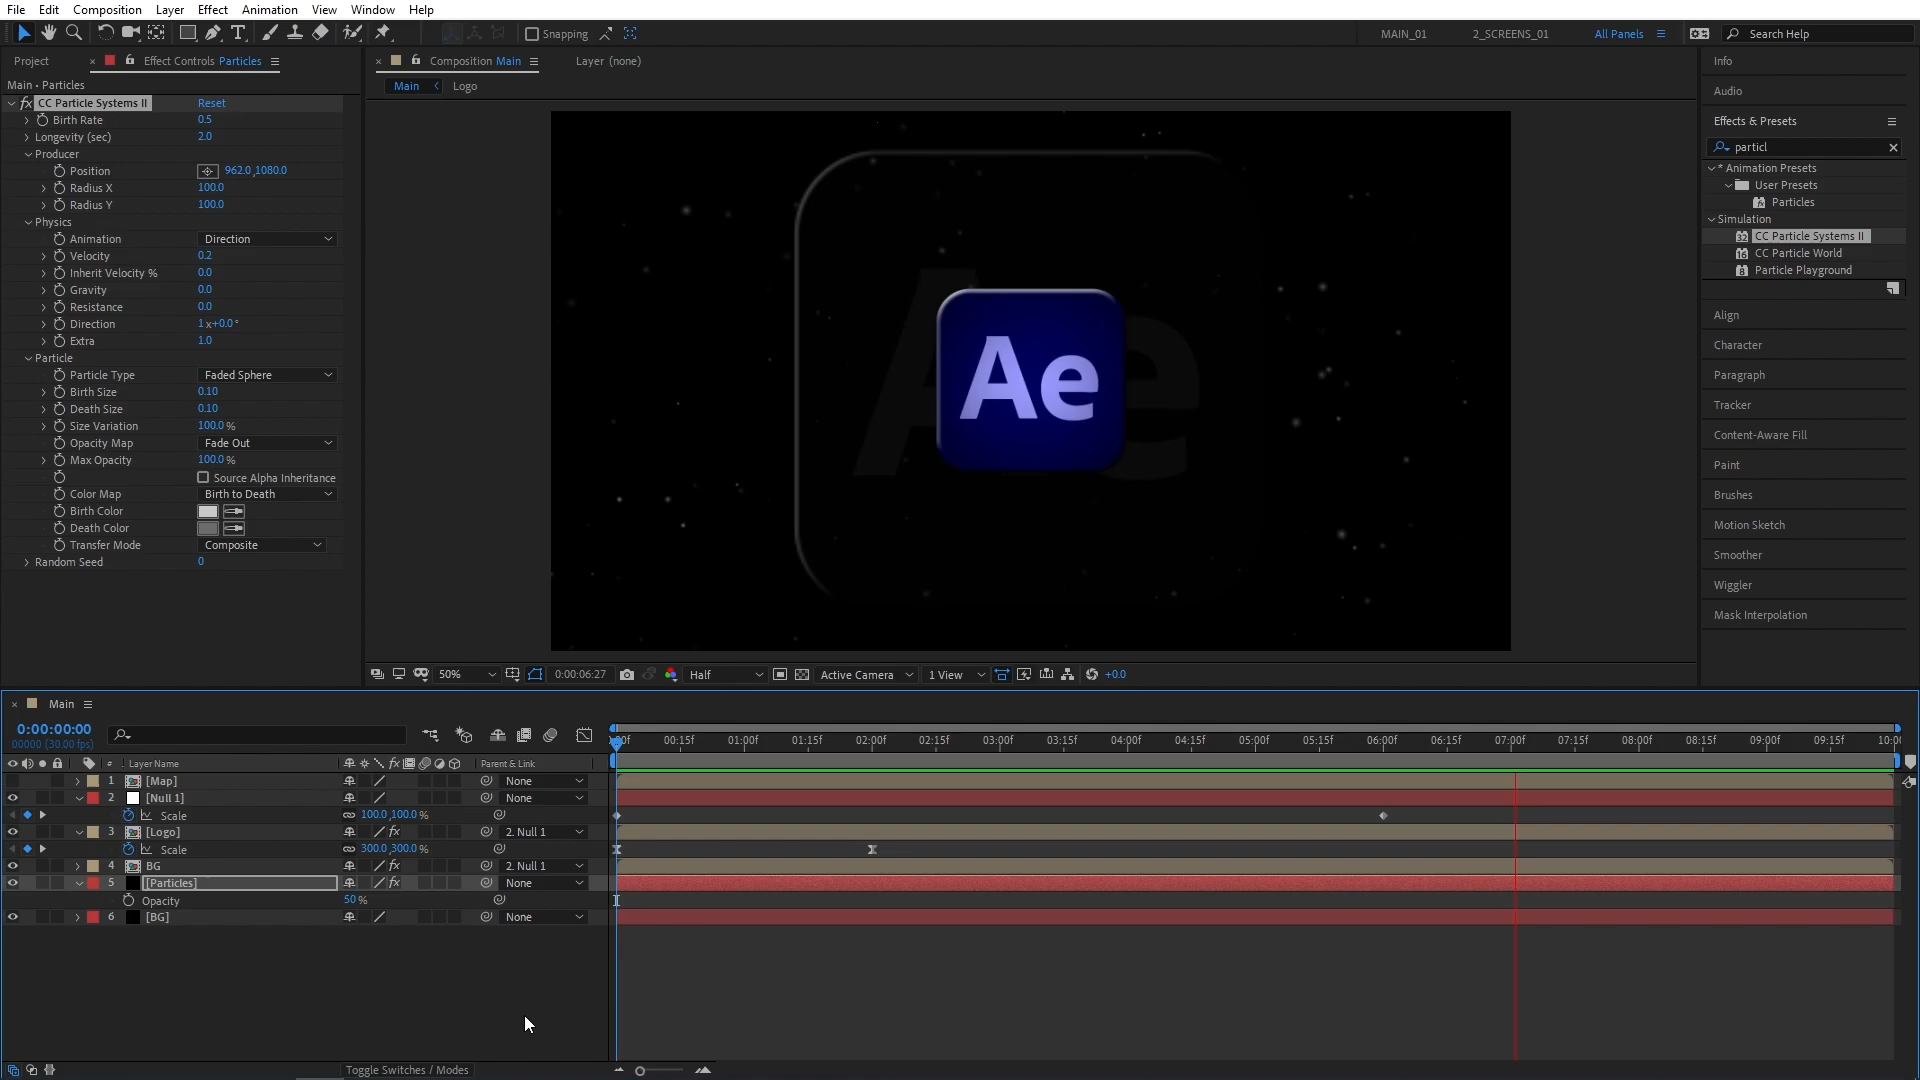 File Edit Composition Layer Effect Animation View Window Help
Snapping MAIN_01 2_SCREENS_01 All Panels Search Help
Project Effect Controls Particles
Main • Particles
fx CC Particle Systems II Reset
Birth Rate 0.5
Longevity (sec) 2.0
Producer
Position 962.0,1080.0
Radius X 100.0
Radius Y 100.0
Physics
Animation Direction
Velocity 0.2
Inherit Velocity % 0.0
Gravity 0.0
Resistance 0.0
Direction 1x+0.0°
Extra 1.0
Particle
Particle Type Faded Sphere
Birth Size 0.10
Death Size 0.10
Size Variation 100.0%
Opacity Map Fade Out
Max Opacity 100.0%
Source Alpha Inheritance
Color Map Birth to Death
Birth Color
Death Color
Transfer Mode Composite
Random Seed 0
Composition Main Layer (none)
Main Logo
Ae
Ae
50% 0:00:06:27 Half Active Camera 1 View +0.0
Info
Audio
Effects & Presets
particl
* Animation Presets
User Presets
Particles
Simulation
32 CC Particle Systems II
16 CC Particle World
8 Particle Playground
Align
Character
Paragraph
Tracker
Content-Aware Fill
Paint
Brushes
Motion Sketch
Smoother
Wiggler
Mask Interpolation
Main
0:00:00:00
00000 (30.00 fps)
00:15f 01:00f 01:15f 02:00f 02:15f 03:00f 03:15f 04:00f 04:15f 05:00f 05:15f 06:00f 06:15f 07:00f 07:15f 08:00f 08:15f 09:00f 09:15f
# Layer Name fx Parent & Link
1 [Map] None
2 [Null 1] None
Scale 100.0,100.0%
3 [Logo] fx 2. Null 1
Scale 300.0,300.0%
4 BG fx 2. Null 1
5 [Particles] fx None
Opacity 50%
6 [BG] None
Toggle Switches / Modes